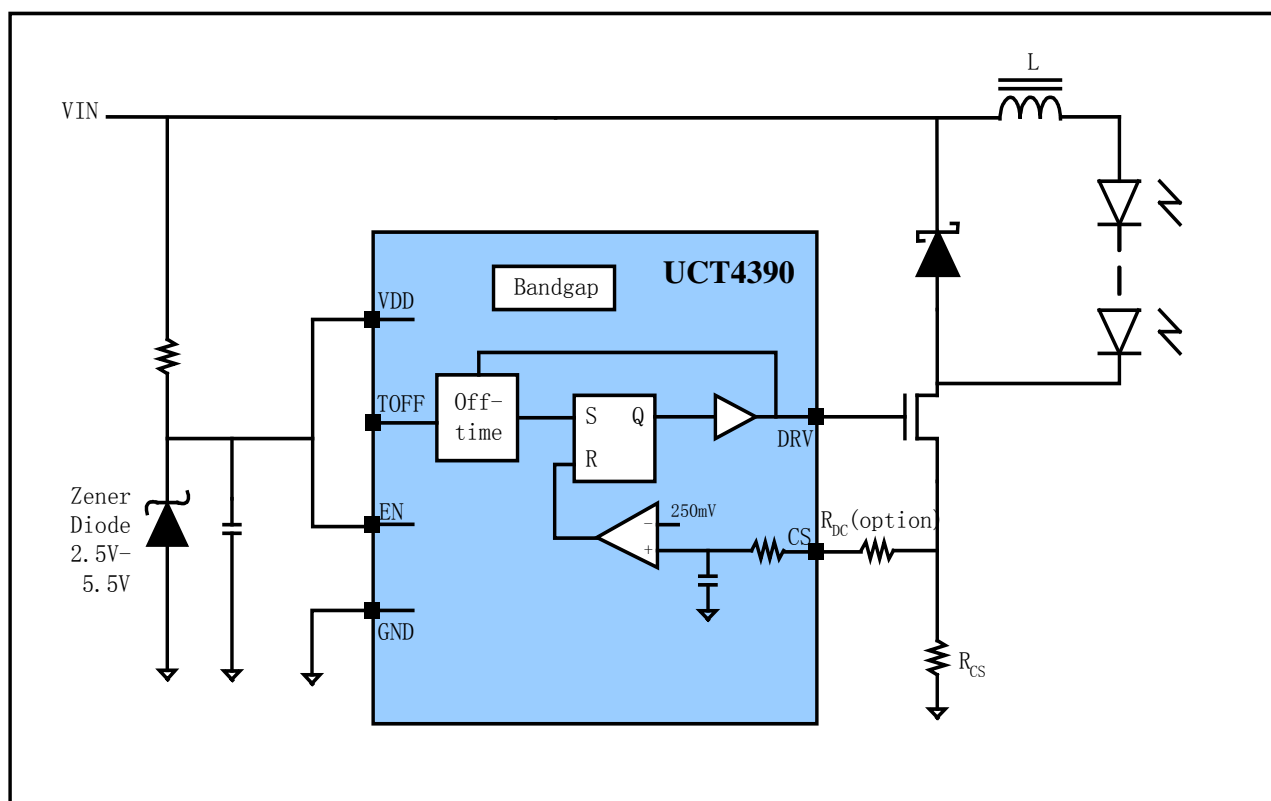 L
VIN
UCT4390
Bandgap
VDD
TOFF
Off-
time
S Q
R
DRV
Zener
Diode
2.5V-
5.5V
EN
250mV
-
+
CS
RDC(option)
GND
RCS